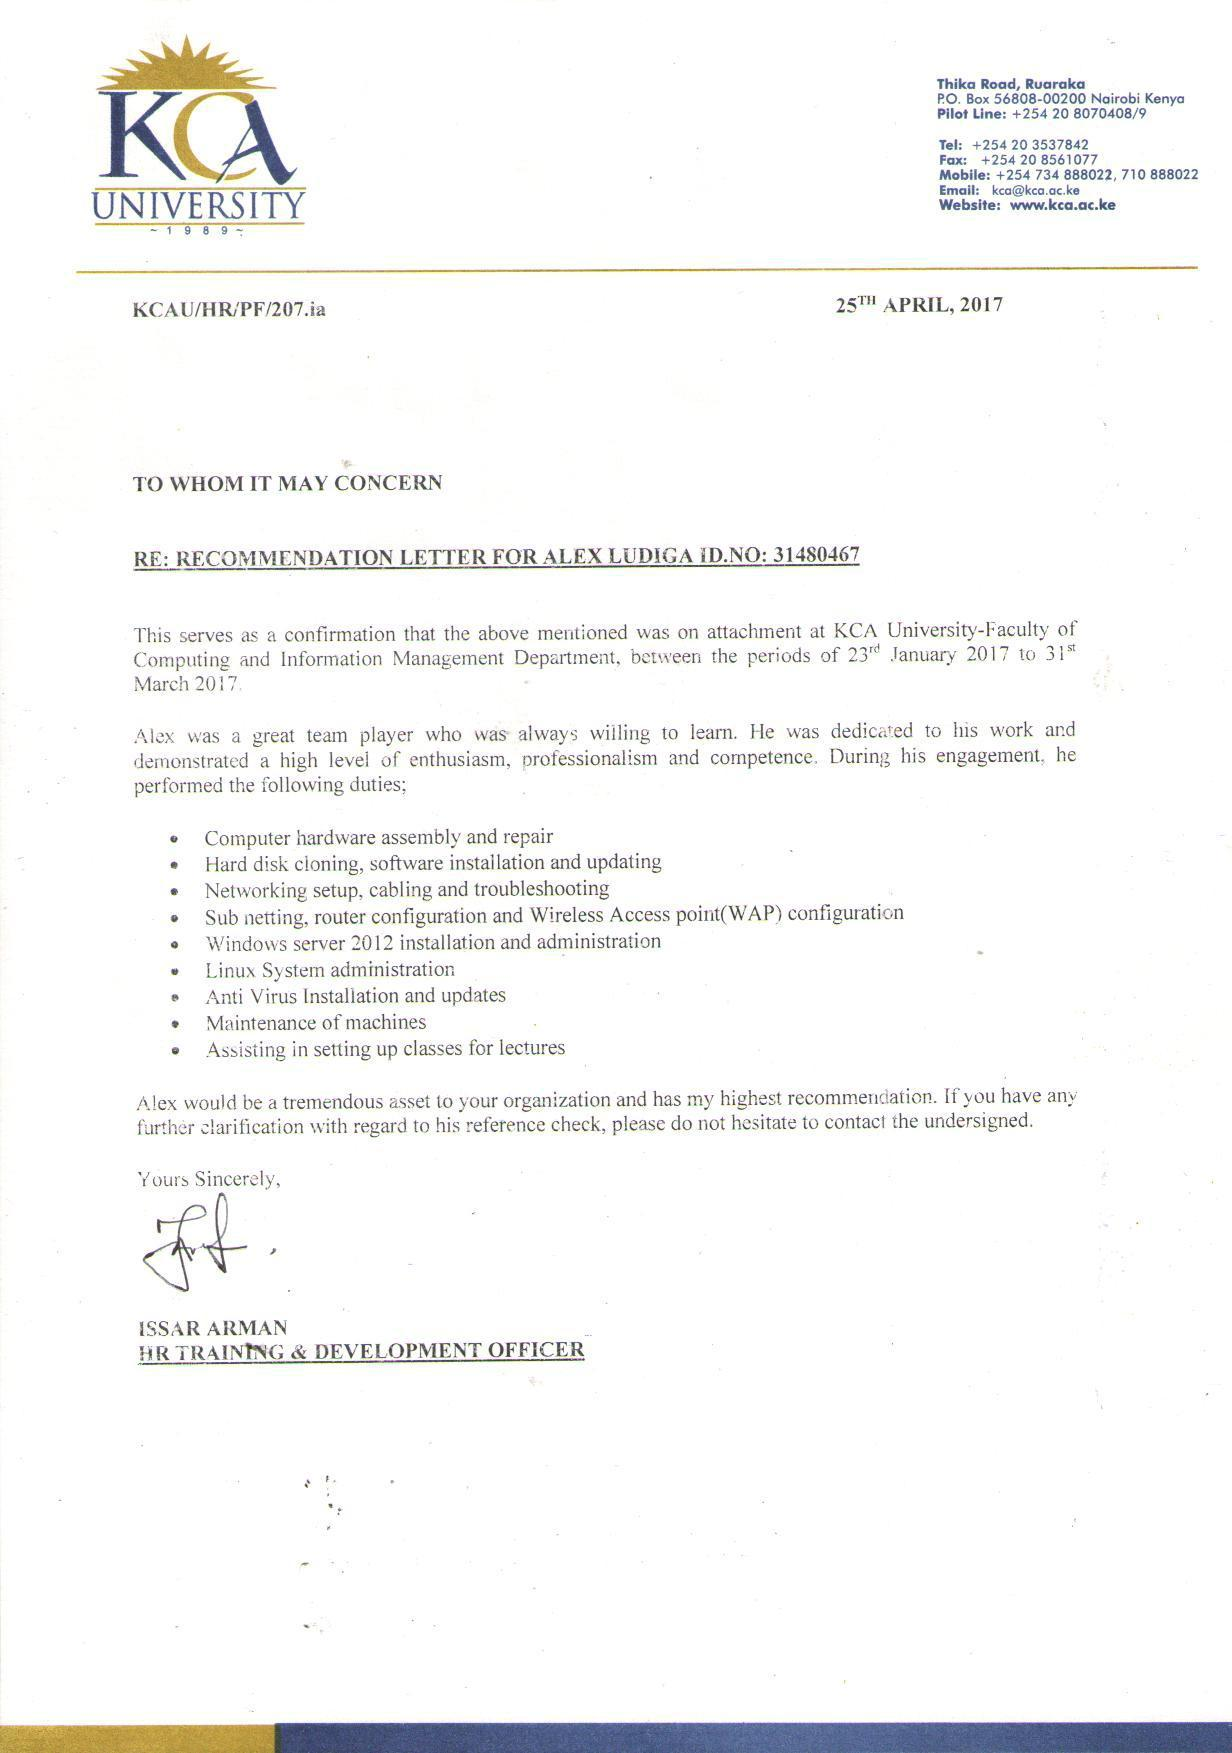 KCA
UNIVERSITY
~ 1 9 8 9 ~
Thika Road, Ruaraka
P.O. Box 56808-00200 Nairobi Kenya
Pilot Line: +254 20 8070408/9
Tel: +254 20 3537842
Fax: +254 20 8561077
Mobile: +254 734 888022, 710 888022
Email: kca@kca.ac.ke
Website: www.kca.ac.ke
KCAU/HR/PF/207.ia
25TH APRIL, 2017
TO WHOM IT MAY CONCERN
RE: RECOMMENDATION LETTER FOR ALEX LUDIGA ID.NO: 31480467
This serves as a confirmation that the above mentioned was on attachment at KCA University-Faculty of
Computing and Information Management Department, between the periods of 23rd January 2017 to 31st
March 2017.
Alex was a great team player who was always willing to learn. He was dedicated to his work and
demonstrated a high level of enthusiasm, professionalism and competence. During his engagement, he
performed the following duties;
• Computer hardware assembly and repair
• Hard disk cloning, software installation and updating
• Networking setup, cabling and troubleshooting
• Sub netting, router configuration and Wireless Access point(WAP) configuration
• Windows server 2012 installation and administration
• Linux System administration
• Anti Virus Installation and updates
• Maintenance of machines
• Assisting in setting up classes for lectures
Alex would be a tremendous asset to your organization and has my highest recommendation. If you have any
further clarification with regard to his reference check, please do not hesitate to contact the undersigned.
Yours Sincerely,
ISSAR ARMAN
HR TRAINING & DEVELOPMENT OFFICER